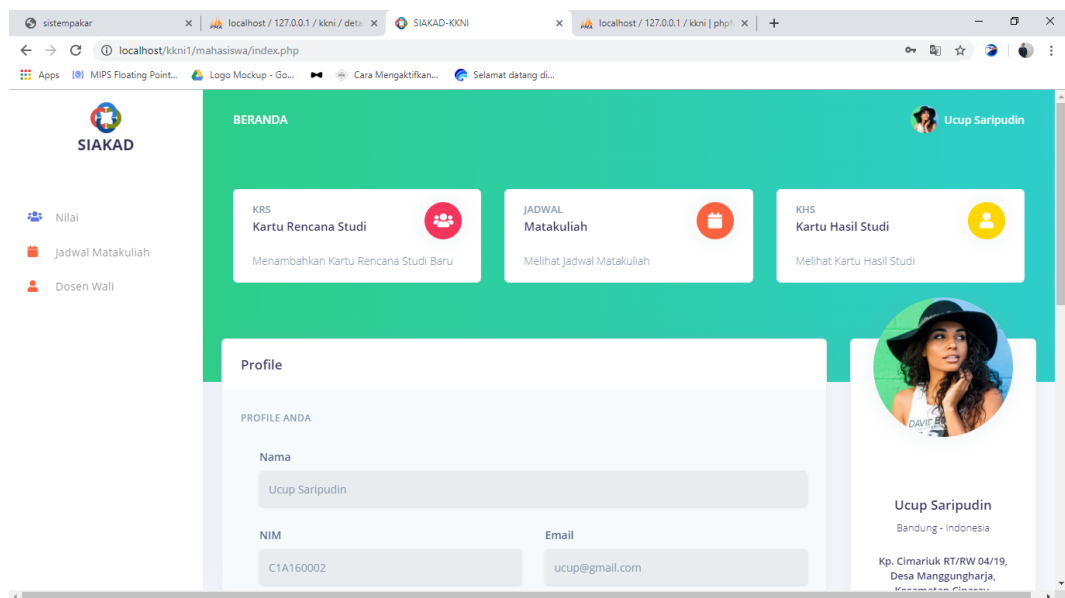 sistempakar
localhost / 127.0.0.1 / kkni / deta
SIAKAD-KKNI
localhost / 127.0.0.1 / kkni | php
localhost/kkni1/mahasiswa/index.php
Apps
MIPS Floating Point...
Logo Mockup - Go...
Cara Mengaktifkan...
Selamat datang di...
SIAKAD
BERANDA
Ucup Saripudin
Nilai
Jadwal Matakuliah
Dosen Wali
KRS
Kartu Rencana Studi
Menambahkan Kartu Rencana Studi Baru
JADWAL
Matakuliah
Melihat Jadwal Matakuliah
KHS
Kartu Hasil Studi
Melihat Kartu Hasil Studi
Profile
PROFILE ANDA
Nama
Ucup Saripudin
NIM
Email
C1A160002
ucup@gmail.com
DAVID
Ucup Saripudin
Bandung - Indonesia
Kp. Cimariuk RT/RW 04/19,
Desa Manggungharja,
Kecamatan Ciparay